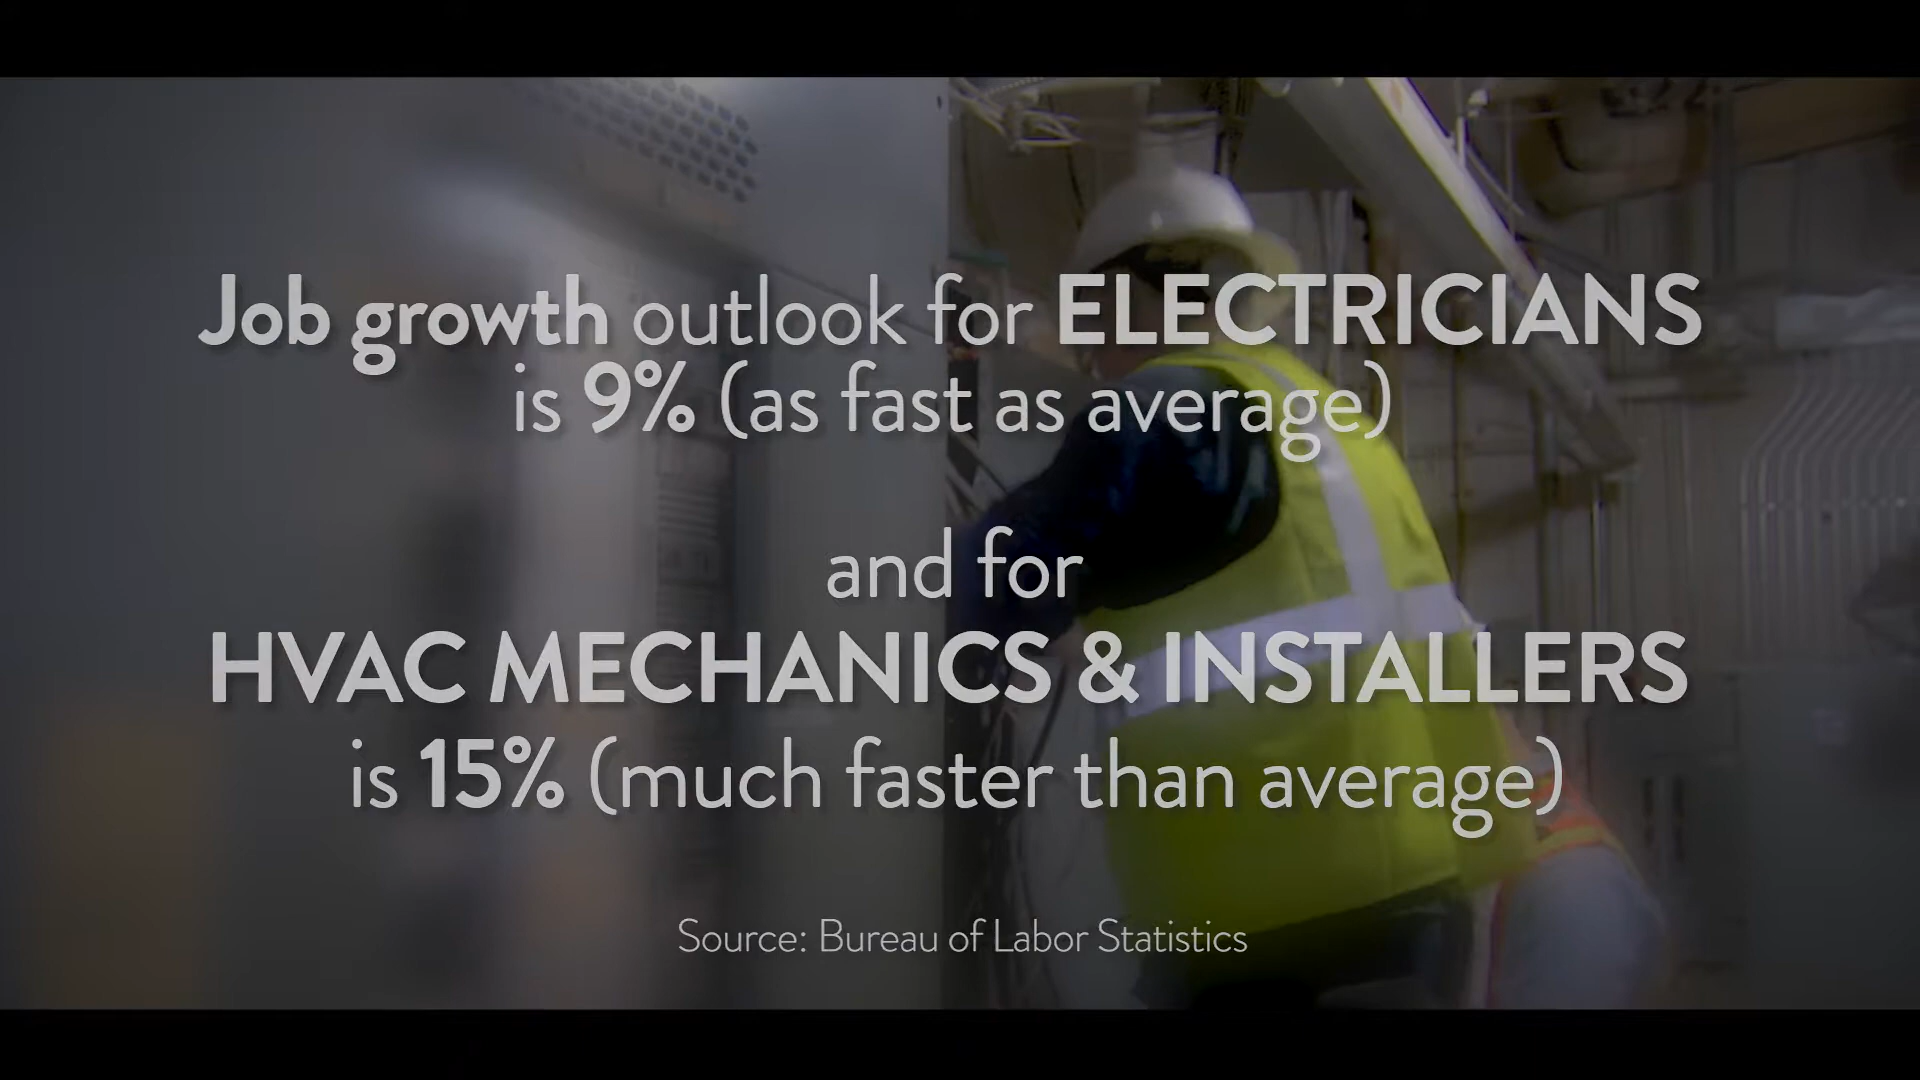 Job growth outlook for ELECTRICIANS
is 9% (as fast as average)
and for
HVAC MECHANICS & INSTALLERS
is 15% (much faster than average)
Source: Bureau of Labor Statistics